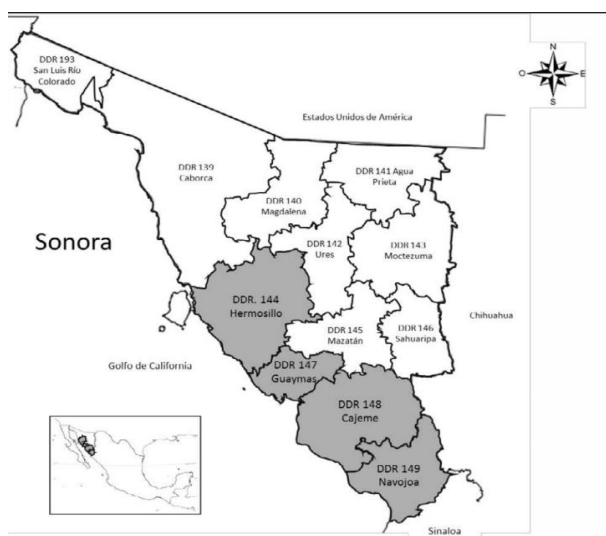 DDR 193
San Luis Río
Colorado
N
O
E
S
Estados Unidos de América
DDR 139
Caborca
DDR 141 Agua
Prieta
DDR 140
Magdalena
Sonora
DDR 142
Ures
DDR 143
Moctezuma
DDR. 144
Hermosillo
Chihuahua
DDR 145
Mazatán
DDR 146
Sahuaripa
Golfo de California
DDR 147
Guaymas
DDR 148
Cajeme
DDR 149
Navojoa
Sinaloa